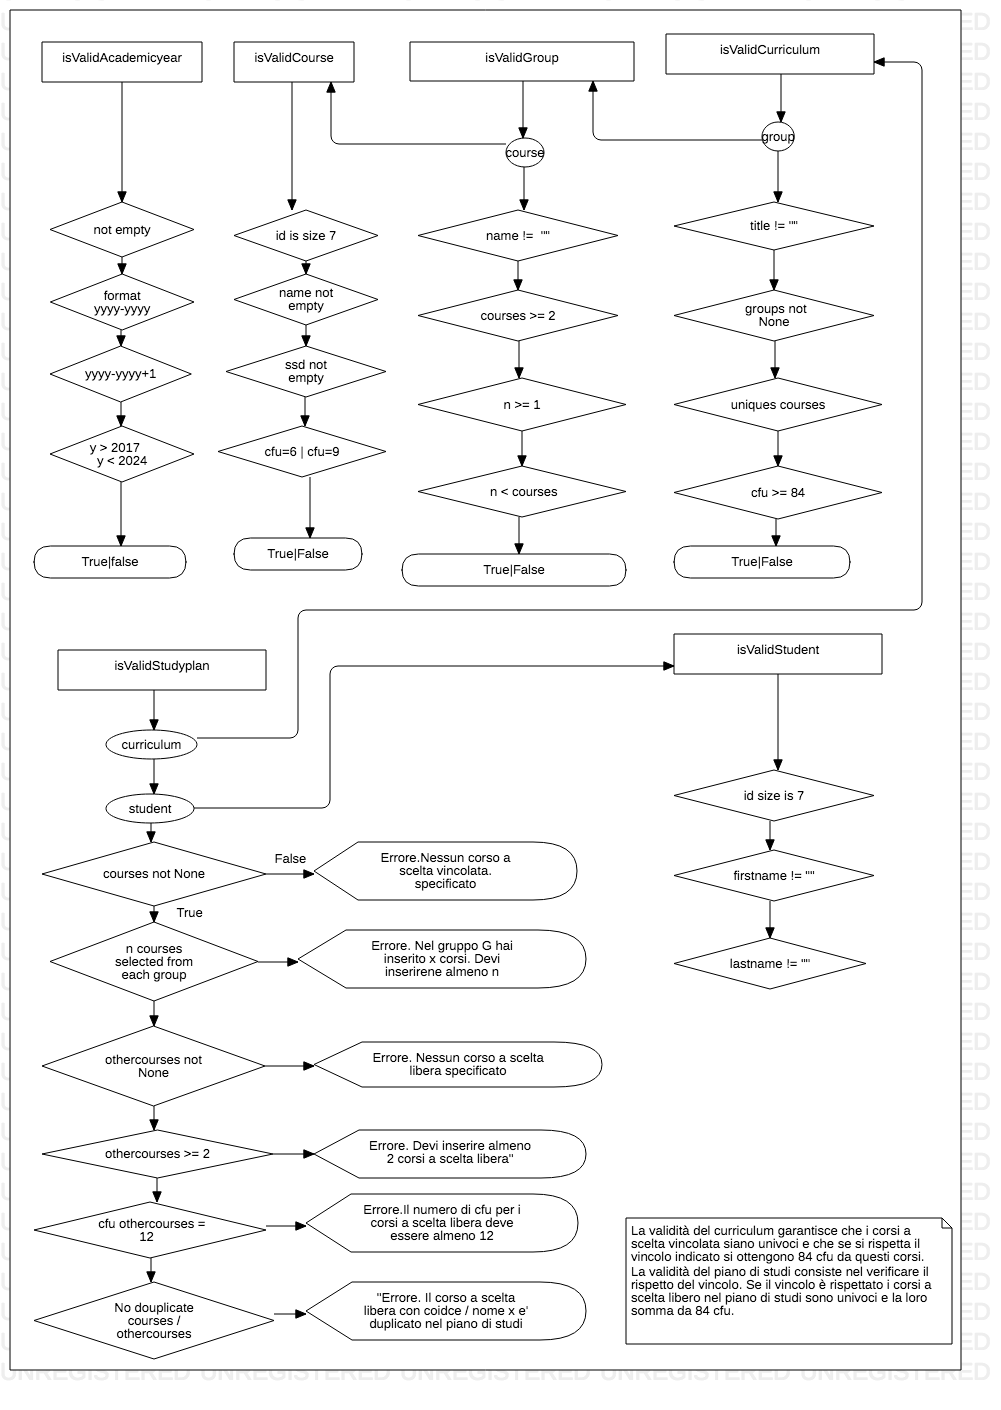 isValidAcademicyear
not empty
format
yyyy-yyyy
yyyy-yyyy+1
y > 2017
y < 2024
True|false
isValidCourse
id is size 7
name not
empty
ssd not
empty
cfu=6 | cfu=9
True|False
isValidGroup
course
name != ""
courses >= 2
n >= 1
n < courses
True|False
isValidCurriculum
group
title != ""
groups not
None
uniques courses
cfu >= 84
True|False
isValidStudyplan
curriculum
student
courses not None
False
Errore.Nessun corso a
scelta vincolata.
specificato
True
n courses
selected from
each group
Errore. Nel gruppo G hai
inserito x corsi. Devi
inserirene almeno n
othercourses not
None
Errore. Nessun corso a scelta
libera specificato
othercourses >= 2
Errore. Devi inserire almeno
2 corsi a scelta libera"
cfu othercourses =
12
Errore.Il numero di cfu per i
corsi a scelta libera deve
essere almeno 12
No douplicate
courses /
othercourses
"Errore. Il corso a scelta
libera con coidce / nome x e'
duplicato nel piano di studi
isValidStudent
id size is 7
firstname != ""
lastname != ""
La validità del curriculum garantisce che i corsi a
scelta vincolata siano univoci e che se si rispetta il
vincolo indicato si ottengono 84 cfu da questi corsi.
La validità del piano di studi consiste nel verificare il
rispetto del vincolo. Se il vincolo è rispettato i corsi a
scelta libero nel piano di studi sono univoci e la loro
somma da 84 cfu.
UNREGISTERED UNREGISTERED UNREGISTERED UNREGISTERED UNREGISTERED